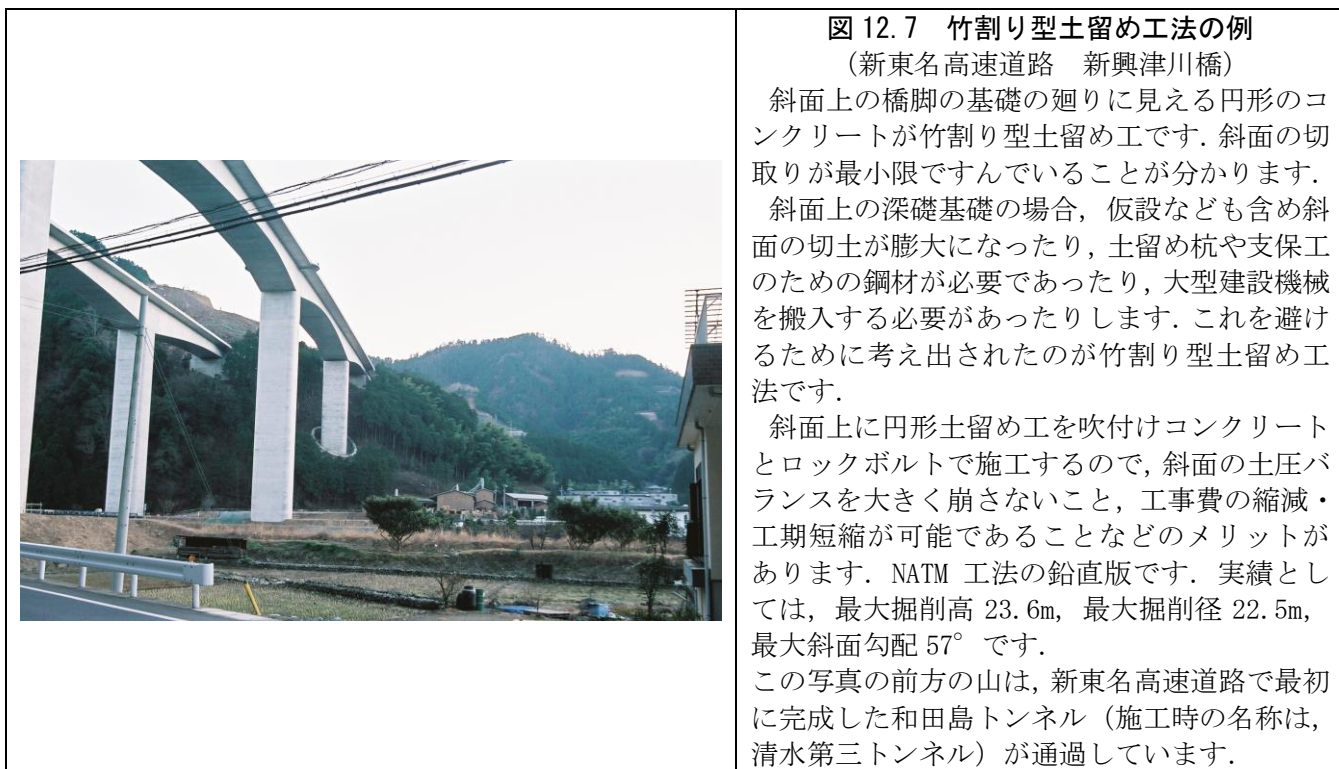 図 12.7　竹割り型土留め工法の例
（新東名高速道路　新興津川橋）
斜面上の橋脚の基礎の廻りに見える円形のコ
ンクリートが竹割り型土留め工です．斜面の切
取りが最小限ですんでいることが分かります．
斜面上の深礎基礎の場合，仮設なども含め斜
面の切土が膨大になったり，土留め杭や支保工
のための鋼材が必要であったり，大型建設機械
を搬入する必要があったりします．これを避け
るために考え出されたのが竹割り型土留め工
法です．
斜面上に円形土留め工を吹付けコンクリート
とロックボルトで施工するので，斜面の土圧バ
ランスを大きく崩さないこと，工事費の縮減・
工期短縮が可能であることなどのメリットが
あります．NATM 工法の鉛直版です．実績とし
ては，最大掘削高 23.6m，最大掘削径 22.5m，
最大斜面勾配 57°です．
この写真の前方の山は，新東名高速道路で最初
に完成した和田島トンネル（施工時の名称は，
清水第三トンネル）が通過しています．